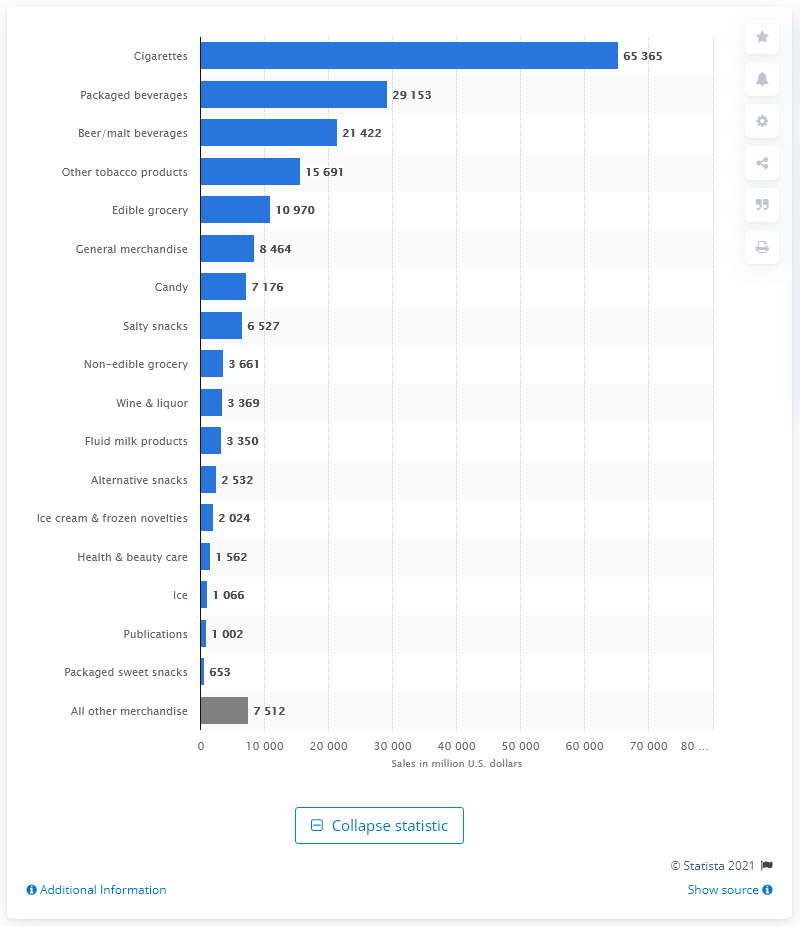 Cigarettes 65 365
Packaged beverages 29 153
Beer/malt beverages 21 422
Other tobacco products 15 691
Edible grocery 10 970
General merchandise 8 464
Candy 7 176
Salty snacks 6 527
Non-edible grocery 3 661
Wine & liquor 3 369
Fluid milk products 3 350
Alternative snacks 2 532
Ice cream & frozen novelties 2 024
Health & beauty care 1 562
Ice 1 066
Publications 1 002
Packaged sweet snacks 653
All other merchandise 7 512
0 10 000 20 000 30 000 40 000 50 000 60 000 70 000 80 ...
Sales in million U.S. dollars
Collapse statistic
© Statista 2021
Additional Information Show source